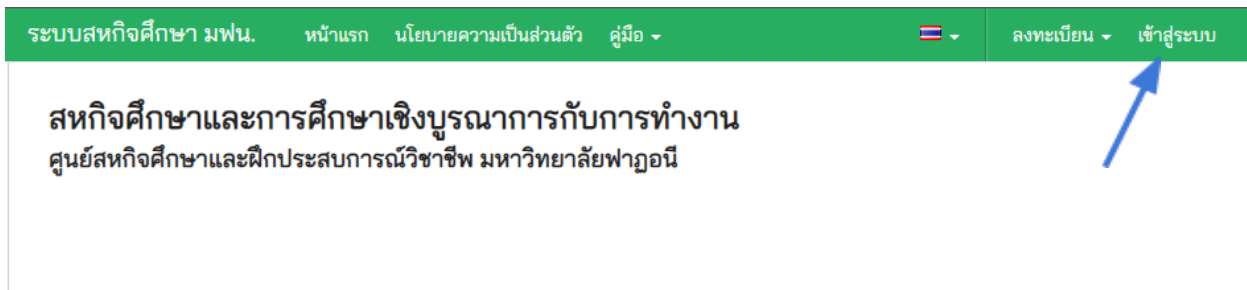 ระบบสหกิจศึกษา มฟน. หน้าแรก นโยบายความเป็นส่วนตัว คู่มือ ลงทะเบียน เข้าสู่ระบบ
สหกิจศึกษาและการศึกษาเชิงบูรณาการกับการทำงาน
ศูนย์สหกิจศึกษาและฝึกประสบการณ์วิชาชีพ มหาวิทยาลัยฟาฏอนี